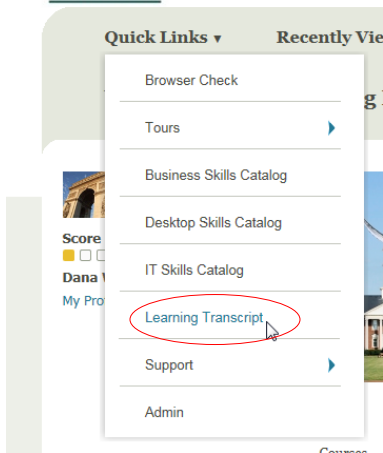 Quick Links ▾ Recently Vie
g
Browser Check
Tours
Business Skills Catalog
Score
Desktop Skills Catalog
Dana
IT Skills Catalog
My Pro
Learning Transcript
Support
Admin
Courses